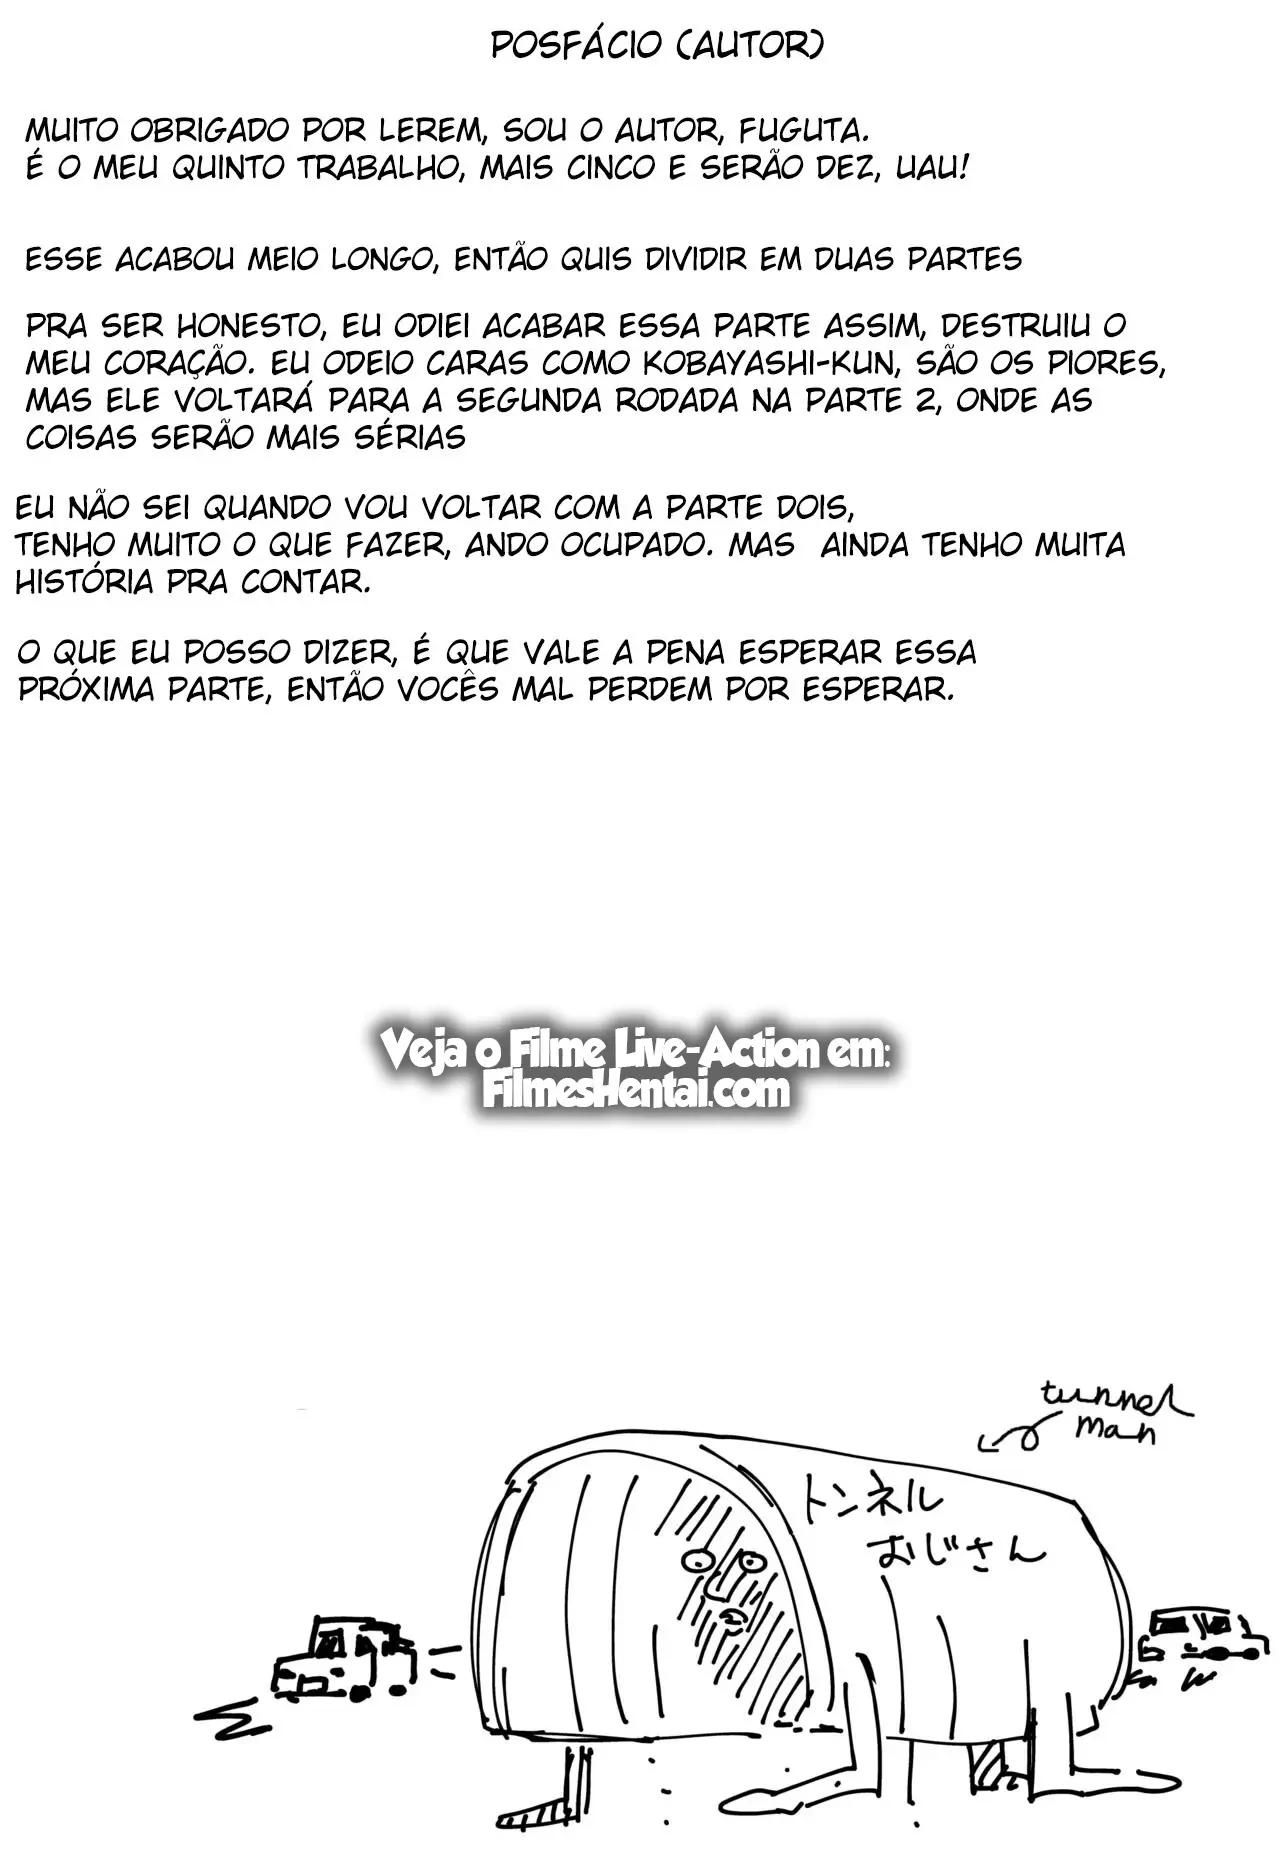 POSFÁCIO (AUTOR)
MUITO OBRIGADO POR LEREM, SOU O AUTOR, FUGUTA.
É O MEU QUINTO TRABALHO, MAIS CINCO E SERÃO DEZ, UAU!
ESSE ACABOU MEIO LONGO, ENTÃO QUIS DIVIDIR EM DUAS PARTES
PRA SER HONESTO, EU ODIEI ACABAR ESSA PARTE ASSIM, DESTRUIU O
MEU CORAÇÃO. EU ODEIO CARAS COMO KOBAYASHI-KUN, SÃO OS PIORES,
MAS ELE VOLTARÁ PARA A SEGUNDA RODADA NA PARTE 2, ONDE AS
COISAS SERÃO MAIS SÉRIAS
EU NÃO SEI QUANDO VOU VOLTAR COM A PARTE DOIS,
TENHO MUITO O QUE FAZER, ANDO OCUPADO. MAS AINDA TENHO MUITA
HISTÓRIA PRA CONTAR.
O QUE EU POSSO DIZER, É QUE VALE A PENA ESPERAR ESSA
PRÓXIMA PARTE, ENTÃO VOCÊS MAL PERDEM POR ESPERAR.
Veja o Filme Live-Action em:
FilmesHentai.com
tunnel
man
トンネル
おじさん